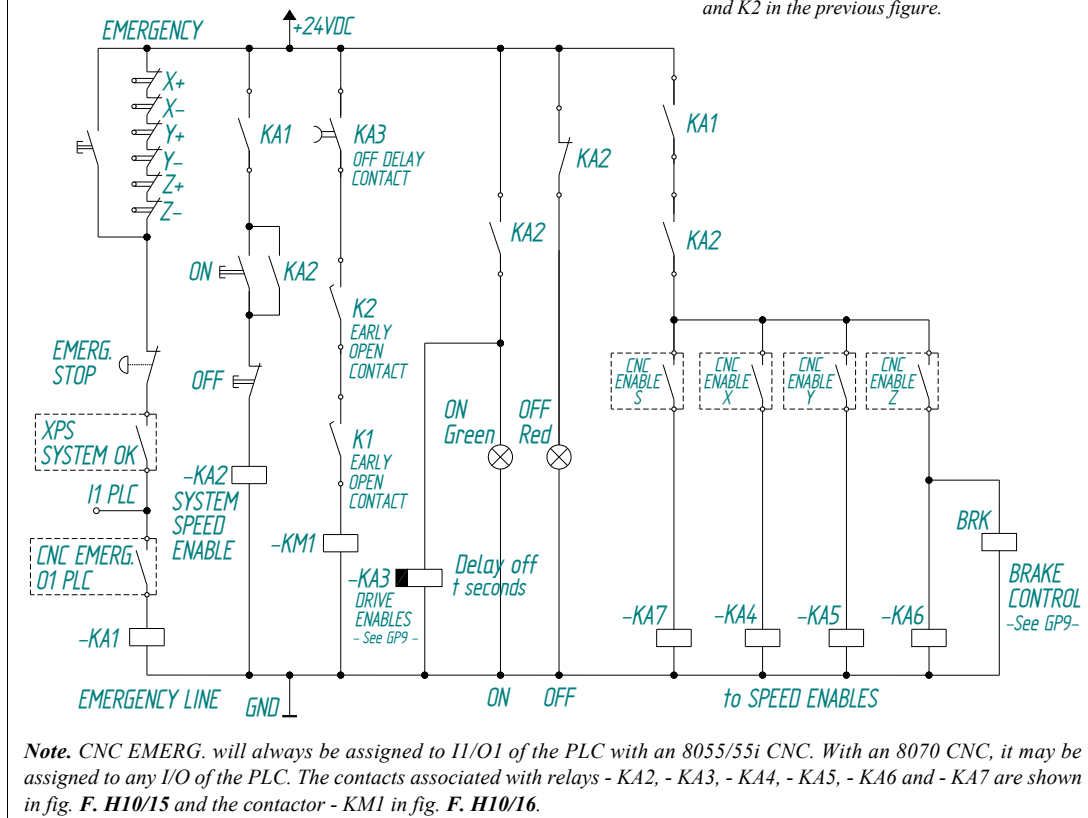 and K2 in the previous figure.
EMERGENCY
+24VDC
X+
X-
Y+
Y-
Z+
Z-
KA1
KA3
OFF DELAY
CONTACT
KA2
KA1
KA2
KA2
ON
KA2
K2
EARLY
OPEN
CONTACT
EMERG.
STOP
OFF
CNC
ENABLE
S
CNC
ENABLE
X
CNC
ENABLE
Y
CNC
ENABLE
Z
XPS
SYSTEM OK
K1
EARLY
OPEN
CONTACT
ON
Green
OFF
Red
I1 PLC
-KA2
SYSTEM
SPEED
ENABLE
CNC EMERG.
O1 PLC
-KM1
BRK
-KA3
DRIVE
ENABLES
- See GP9 -
Delay off
t seconds
BRAKE
CONTROL
-See GP9-
-KA1
-KA7
-KA4
-KA5
-KA6
EMERGENCY LINE
GND
ON
OFF
to SPEED ENABLES
Note. CNC EMERG. will always be assigned to I1/O1 of the PLC with an 8055/55i CNC. With an 8070 CNC, it may be
assigned to any I/O of the PLC. The contacts associated with relays - KA2, - KA3, - KA4, - KA5, - KA6 and - KA7 are shown
in fig. F. H10/15 and the contactor - KM1 in fig. F. H10/16.